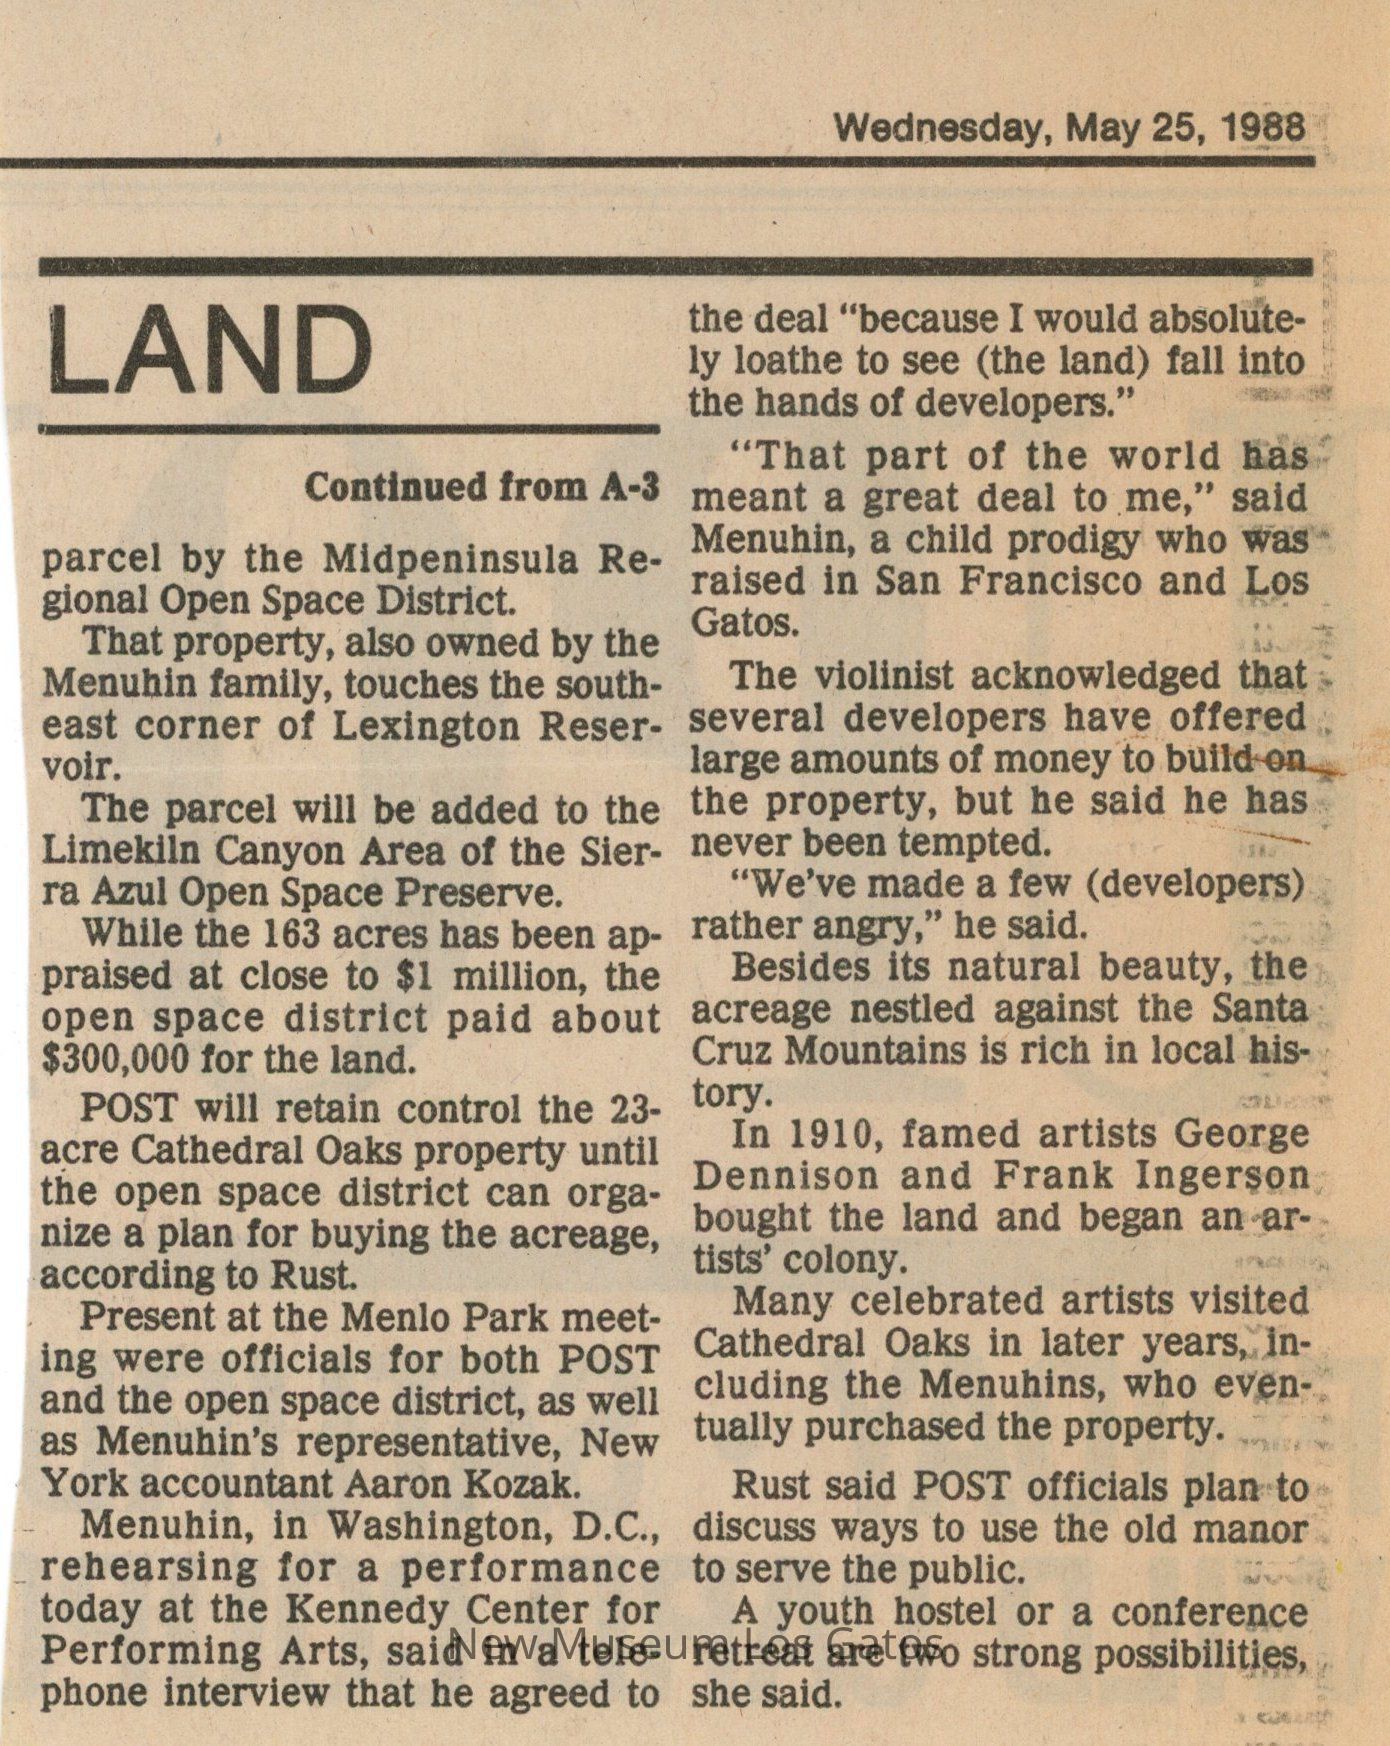 Wednesday, May 25, 1988
LAND
Continued from A-3
parcel by the Midpeninsula Re-
gional Open Space District.
That property, also owned by the
Menuhin family, touches the south-
east corner of Lexington Reser-
voir.
The parcel will be added to the
Limekiln Canyon Area of the Sier-
ra Azul Open Space Preserve.
While the 163 acres has been ap-
praised at close to $1 million, the
open space district paid about
$300,000 for the land.
POST will retain control the 23-
acre Cathedral Oaks property until
the open space district can orga-
nize a plan for buying the acreage,
according to Rust.
Present at the Menlo Park meet-
ing were officials for both POST
and the open space district, as well
as Menuhin's representative, New
York accountant Aaron Kozak.
Menuhin, in Washington, D.C.,
rehearsing for a performance
today at the Kennedy Center for
Performing Arts, said in a tele-
phone interview that he agreed to
the deal "because I would absolute-
ly loathe to see (the land) fall into
the hands of developers."
"That part of the world has
meant a great deal to me," said
Menuhin, a child prodigy who was
raised in San Francisco and Los
Gatos.
The violinist acknowledged that
several developers have offered
large amounts of money to build on
the property, but he said he has
never been tempted.
"We've made a few (developers)
rather angry," he said.
Besides its natural beauty, the
acreage nestled against the Santa
Cruz Mountains is rich in local his-
tory.
In 1910, famed artists George
Dennison and Frank Ingerson
bought the land and began an ar-
tists' colony.
Many celebrated artists visited
Cathedral Oaks in later years, in-
cluding the Menuhins, who even-
tually purchased the property.
Rust said POST officials plan to
discuss ways to use the old manor
to serve the public.
A youth hostel or a conference
retreat are two strong possibilities,
she said.
New Museum Los Gatos